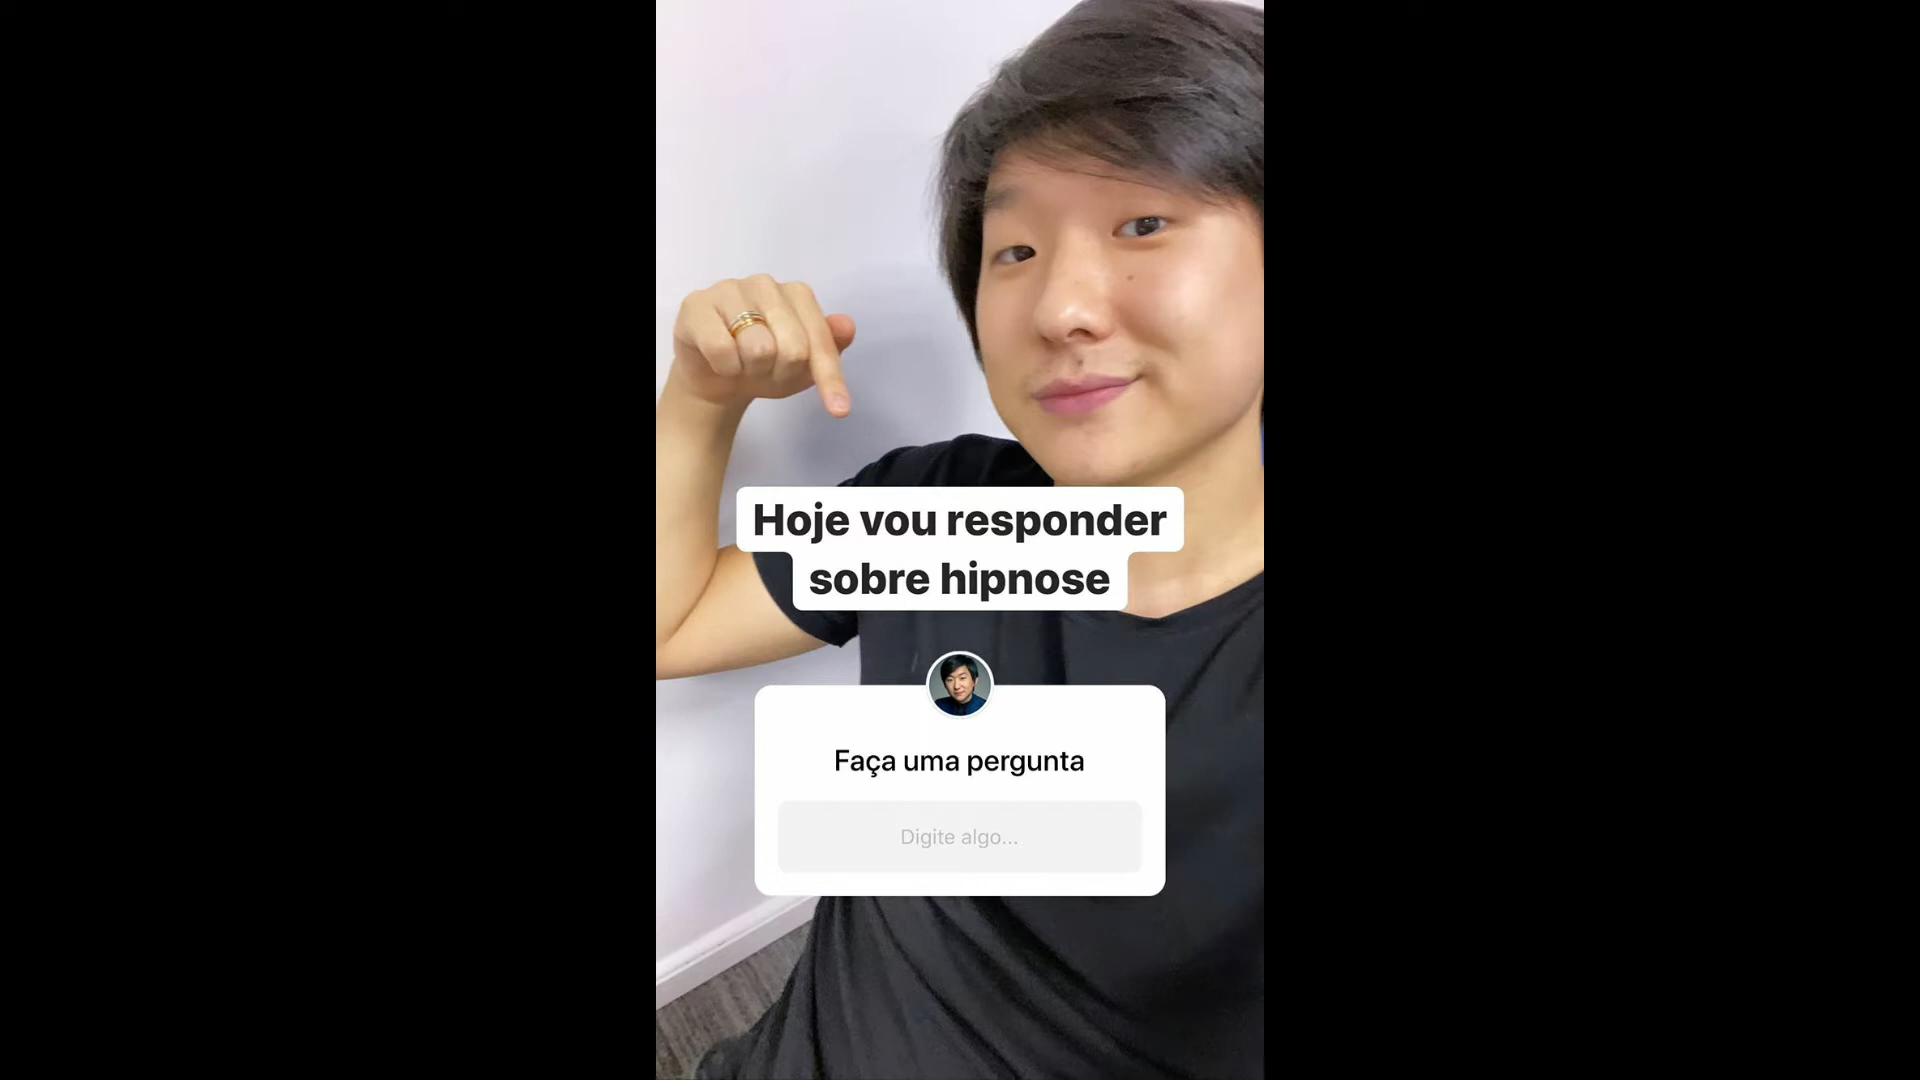 Hoje vou responder
sobre hipnose
Faça uma pergunta
Digite algo...